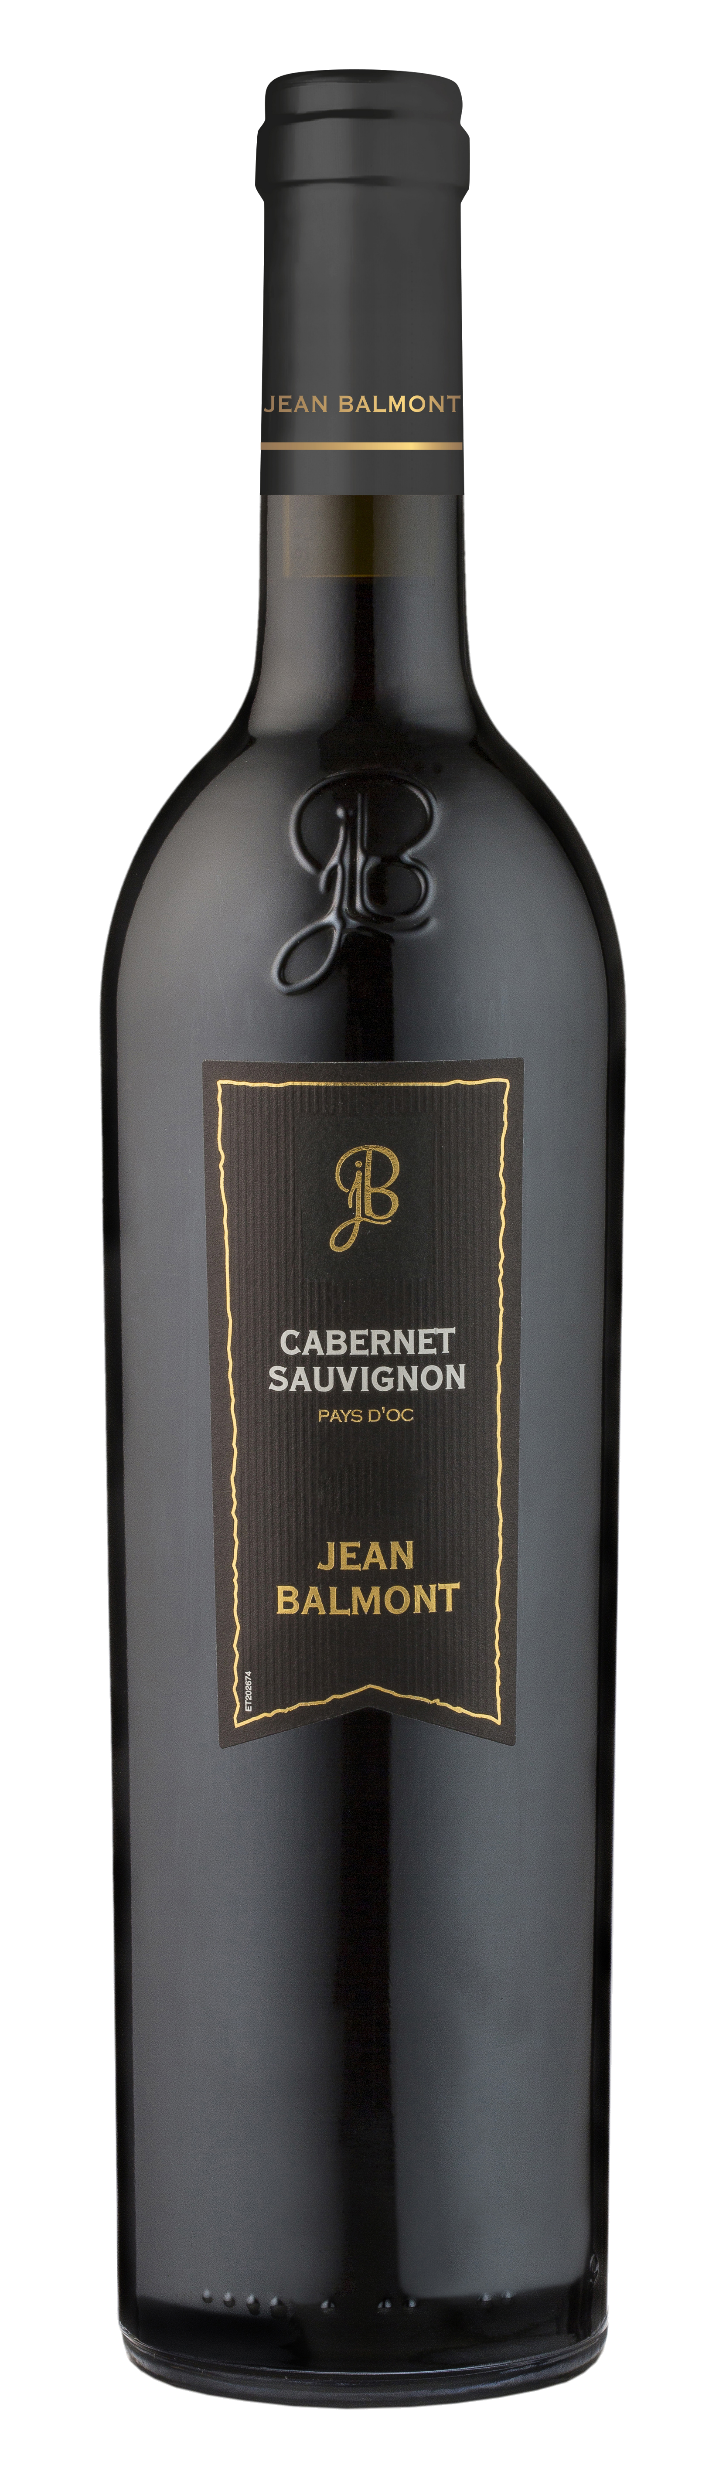 JEAN BALMONT
JB
JB
CABERNET
SAUVIGNON
PAYS D'OC
JEAN
BALMONT
ET202674